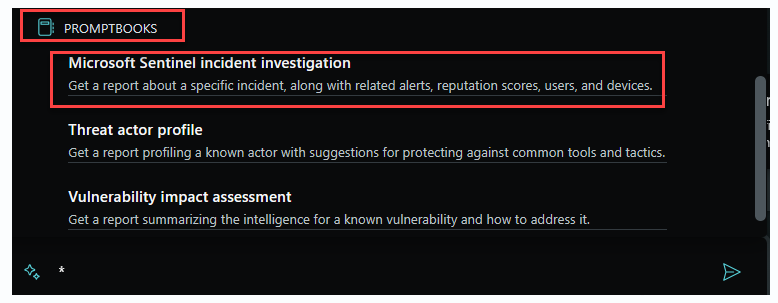 PROMPTBOOKS
Microsoft Sentinel incident investigation
Get a report about a specific incident, along with related alerts, reputation scores, users, and devices.
Threat actor profile
Get a report profiling a known actor with suggestions for protecting against common tools and tactics.
Vulnerability impact assessment
Get a report summarizing the intelligence for a known vulnerability and how to address it.
*